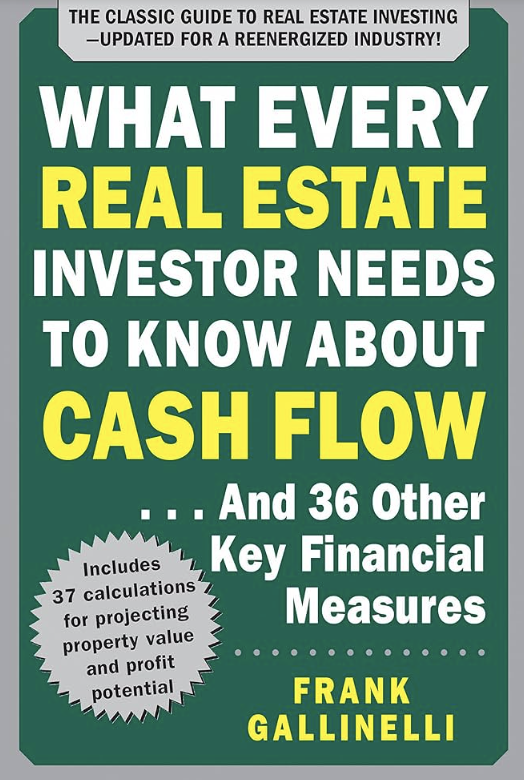 THE CLASSIC GUIDE TO REAL ESTATE INVESTING
—UPDATED FOR A REENERGIZED INDUSTRY!
WHAT EVERY
REAL ESTATE
INVESTOR NEEDS
TO KNOW ABOUT
CASH FLOW
. . . And 36 Other
Key Financial
Measures
Includes
37 calculations
for projecting
property value
and profit
potential
FRANK
GALLINELLI